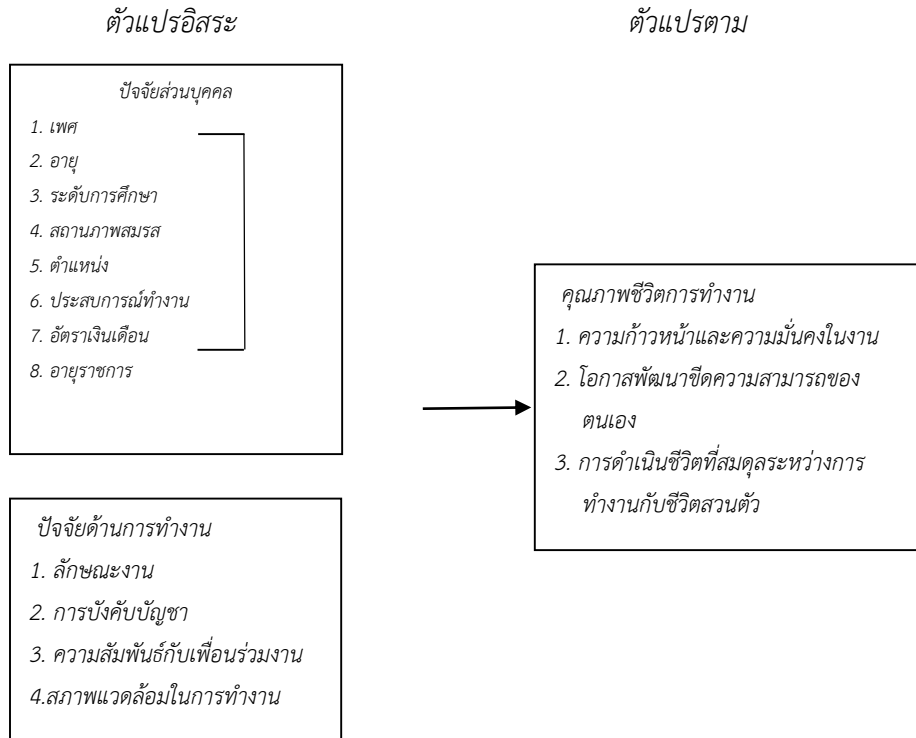 ตัวแปรอิสระ
ตัวแปรตาม
ปัจจัยส่วนบุคคล
1. เพศ
2. อายุ
3. ระดับการศึกษา
4. สถานภาพสมรส
5. ตำแหน่ง
6. ประสบการณ์ทำงาน
7. อัตราเงินเดือน
8. อายุราชการ
ปัจจัยด้านการทำงาน
1. ลักษณะงาน
2. การบังคับบัญชา
3. ความสัมพันธ์กับเพื่อนร่วมงาน
4.สภาพแวดล้อมในการทำงาน
คุณภาพชีวิตการทำงาน
1. ความก้าวหน้าและความมั่นคงในงาน
2. โอกาสพัฒนาขีดความสามารถของ
ตนเอง
3. การดำเนินชีวิตที่สมดุลระหว่างการ
ทำงานกับชีวิตสวนตัว